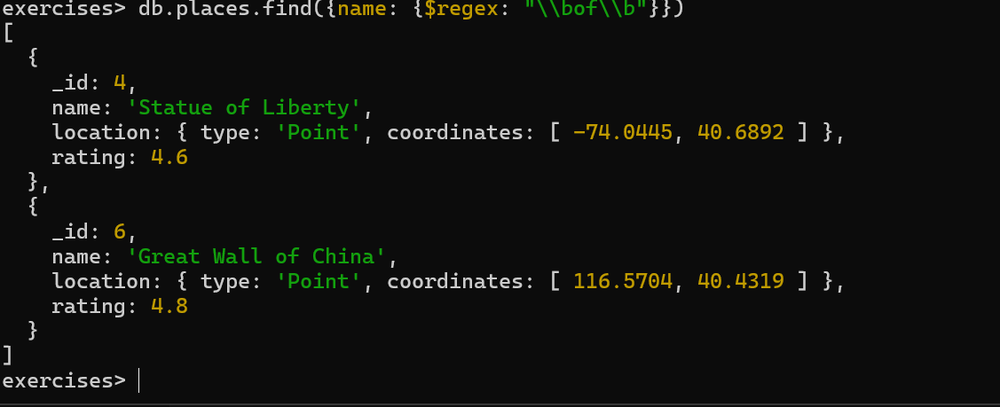 exercises> db.places.find({name: {$regex: "\\bof\\b"}})
[
  {
    _id: 4,
    name: 'Statue of Liberty',
    location: { type: 'Point', coordinates: [ -74.0445, 40.6892 ] },
    rating: 4.6
  },
  {
    _id: 6,
    name: 'Great Wall of China',
    location: { type: 'Point', coordinates: [ 116.5704, 40.4319 ] },
    rating: 4.8
  }
]
exercises>